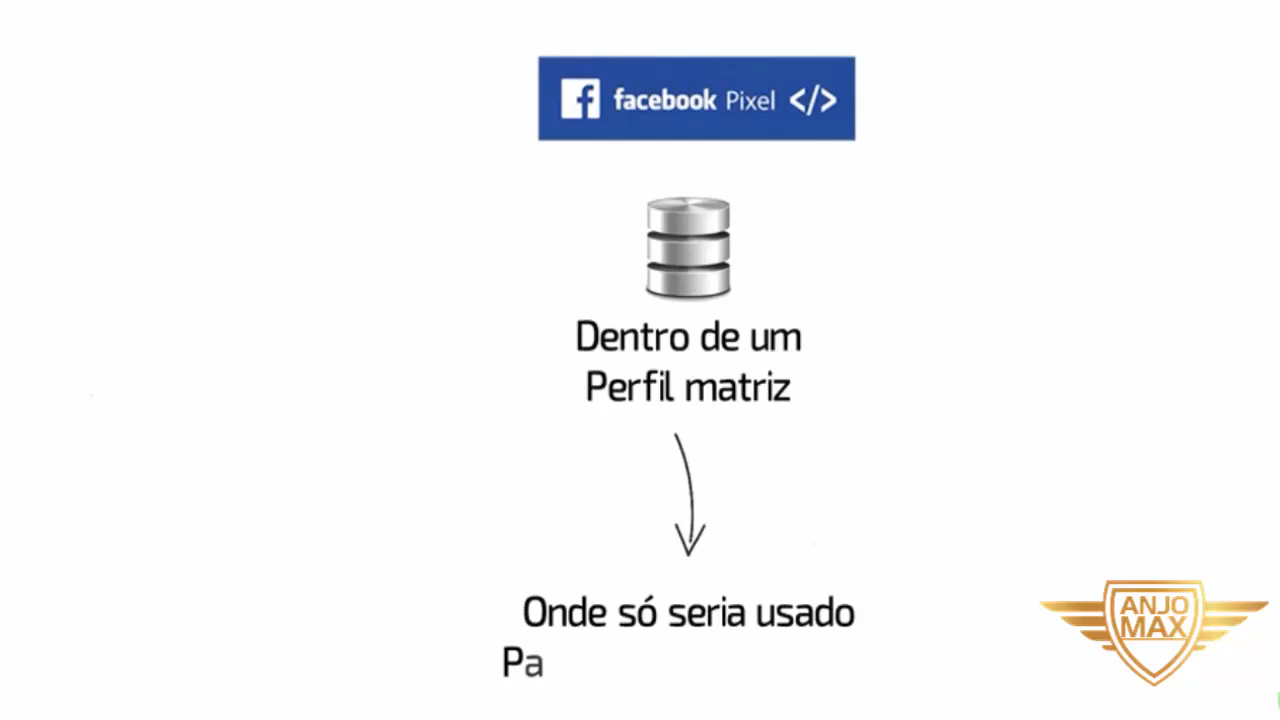 facebook Pixel </>
Dentro de um
Perfil matriz
Onde só seria usado
Pa
ANJO
MAX